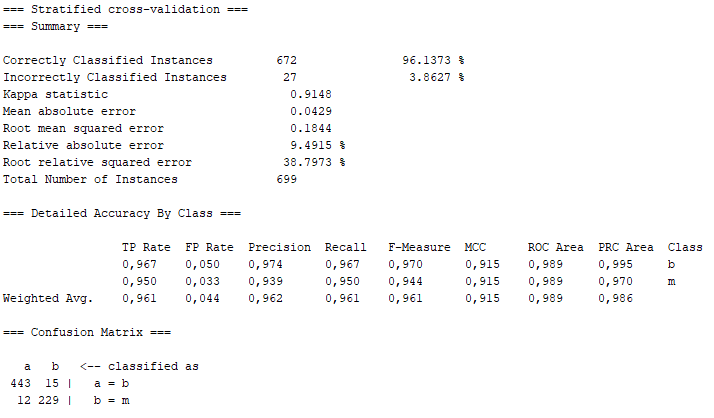 === Stratified cross-validation ===
=== Summary ===
Correctly Classified Instances 672 96.1373 %
Incorrectly Classified Instances 27 3.8627 %
Kappa statistic 0.9148
Mean absolute error 0.0429
Root mean squared error 0.1844
Relative absolute error 9.4915 %
Root relative squared error 38.7973 %
Total Number of Instances 699
=== Detailed Accuracy By Class ===
TP Rate FP Rate Precision Recall F-Measure MCC ROC Area PRC Area Class
0,967 0,050 0,974 0,967 0,970 0,915 0,989 0,995 b
0,950 0,033 0,939 0,950 0,944 0,915 0,989 0,970 m
Weighted Avg. 0,961 0,044 0,962 0,961 0,961 0,915 0,989 0,986
=== Confusion Matrix ===
a b <-- classified as
443 15 | a = b
12 229 | b = m